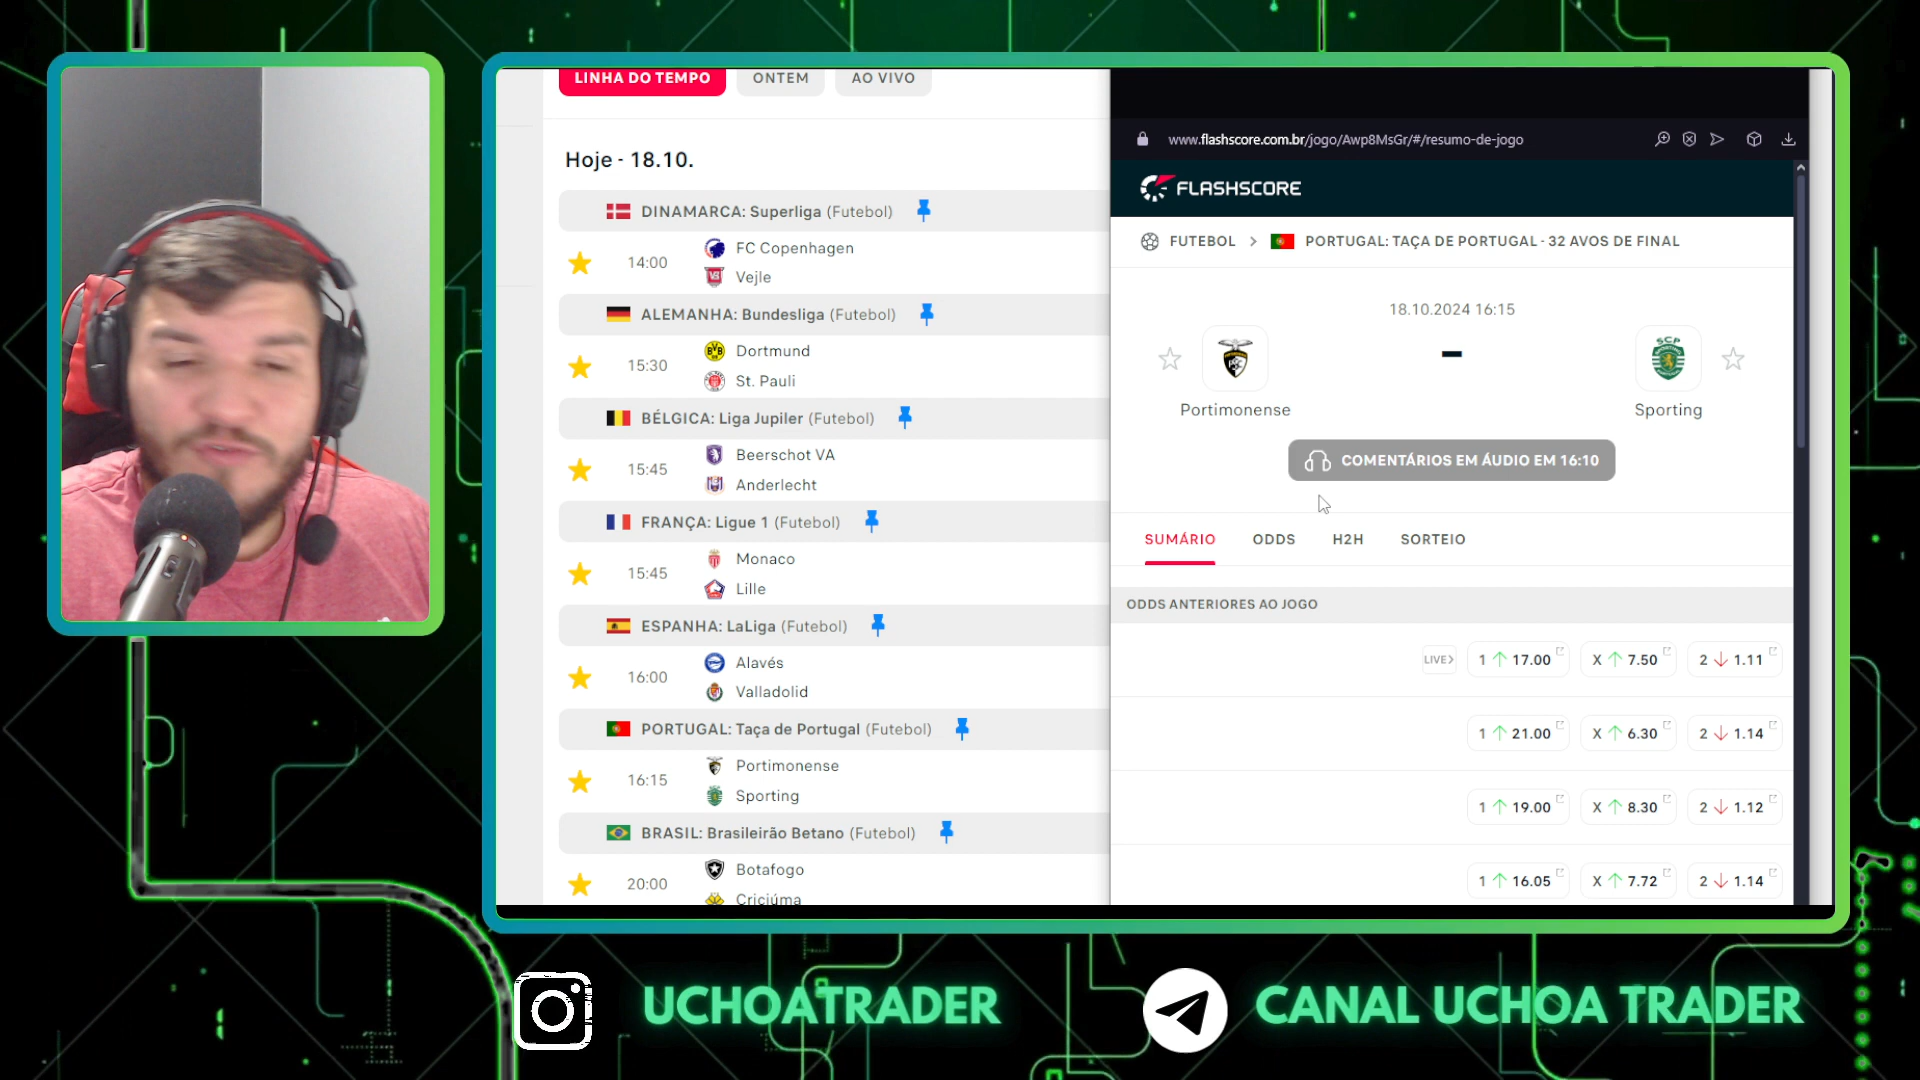 LINHA DO TEMPO
ONTEM
AO VIVO
Hoje - 18.10.
DINAMARCA: Superliga (Futebol)
14:00
FC Copenhagen
Vejle
ALEMANHA: Bundesliga (Futebol)
15:30
Dortmund
St. Pauli
BÉLGICA: Liga Jupiler (Futebol)
15:45
Beerschot VA
Anderlecht
FRANÇA: Ligue 1 (Futebol)
15:45
Monaco
Lille
ESPANHA: LaLiga (Futebol)
16:00
Alavés
Valladolid
PORTUGAL: Taça de Portugal (Futebol)
16:15
Portimonense
Sporting
BRASIL: Brasileirão Betano (Futebol)
20:00
Botafogo
Criciúma
www.flashscore.com.br/jogo/Awp8MsGr/#/resumo-de-jogo
FLASHSCORE
FUTEBOL > PORTUGAL: TAÇA DE PORTUGAL - 32 AVOS DE FINAL
18.10.2024 16:15
-
Portimonense
Sporting
COMENTÁRIOS EM ÁUDIO EM 16:10
SUMÁRIO ODDS H2H SORTEIO
ODDS ANTERIORES AO JOGO
LIVE> 1 17.00 X 7.50 2 1.11
1 21.00 X 6.30 2 1.14
1 19.00 X 8.30 2 1.12
1 16.05 X 7.72 2 1.14
UCHOATRADER
CANAL UCHOA TRADER